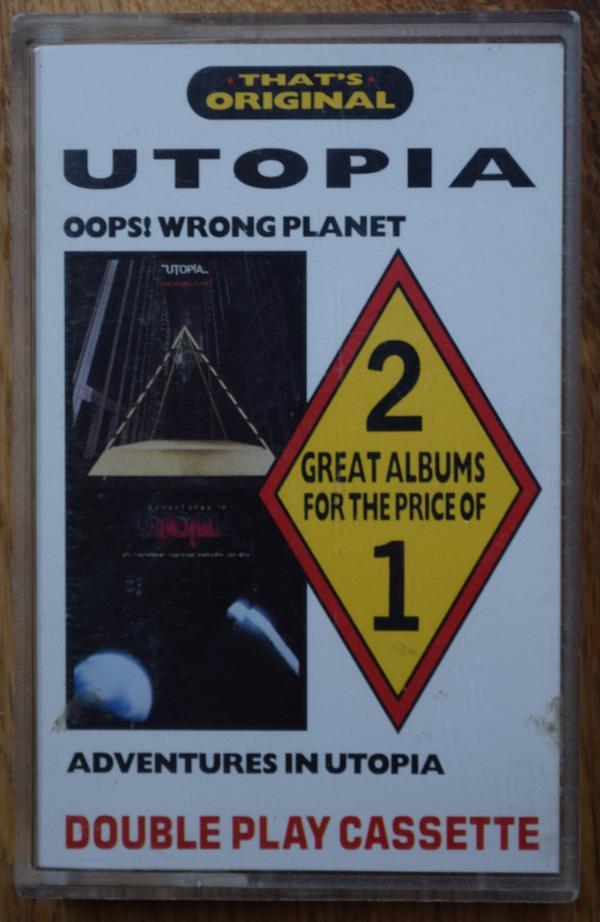 THAT'S
ORIGINAL
UTOPIA
OOPS! WRONG PLANET
UTOPIA
2
GREAT ALBUMS
FOR THE PRICE OF
1
UTOPIA
ADVENTURES IN UTOPIA
DOUBLE PLAY CASSETTE